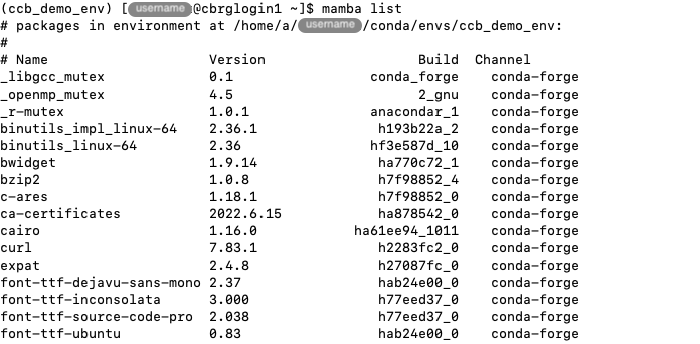 (ccb_demo_env) [username@cbrglogin1 ~]$ mamba list
# packages in environment at /home/a/username/conda/envs/ccb_demo_env:
#
# Name                    Version                   Build  Channel
_libgcc_mutex             0.1                 conda_forge    conda-forge
_openmp_mutex             4.5                       2_gnu    conda-forge
_r-mutex                  1.0.1               anacondar_1    conda-forge
binutils_impl_linux-64    2.36.1               h193b22a_2    conda-forge
binutils_linux-64         2.36                hf3e587d_10    conda-forge
bwidget                   1.9.14               ha770c72_1    conda-forge
bzip2                     1.0.8                h7f98852_4    conda-forge
c-ares                    1.18.1               h7f98852_0    conda-forge
ca-certificates           2022.6.15            ha878542_0    conda-forge
cairo                     1.16.0            ha61ee94_1011    conda-forge
curl                      7.83.1               h2283fc2_0    conda-forge
expat                     2.4.8                h27087fc_0    conda-forge
font-ttf-dejavu-sans-mono 2.37                 hab24e00_0    conda-forge
font-ttf-inconsolata      3.000                h77eed37_0    conda-forge
font-ttf-source-code-pro  2.038                h77eed37_0    conda-forge
font-ttf-ubuntu           0.83                 hab24e00_0    conda-forge